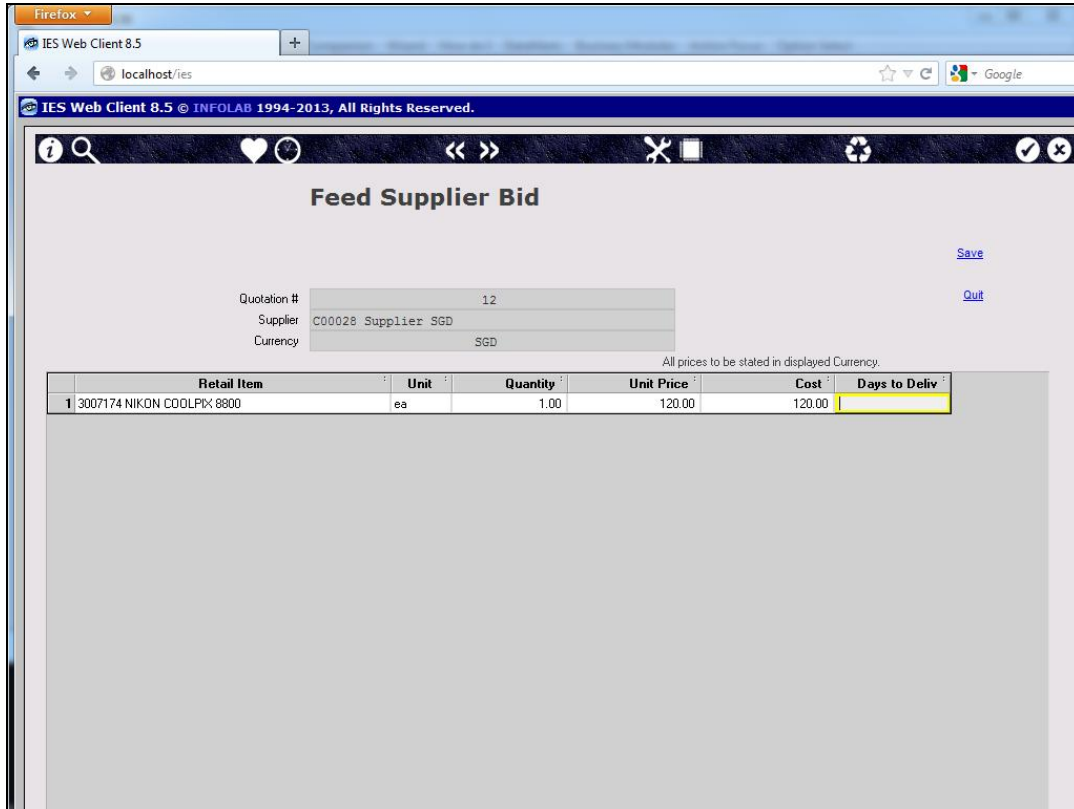 Firefox
IES Web Client 8.5
localhost/ies
Google
IES Web Client 8.5 © INFOLAB 1994-2013, All Rights Reserved.
Feed Supplier Bid
Save
Quit
Quotation # 12
Supplier C00028 Supplier SGD
Currency SGD
All prices to be stated in displayed Currency.
Retail Item Unit Quantity Unit Price Cost Days to Deliv
1 3007174 NIKON COOLPIX 8800 ea 1.00 120.00 120.00